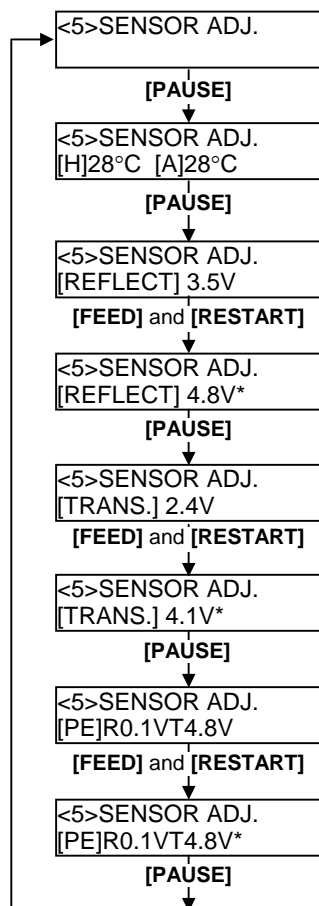 <5>SENSOR ADJ.
[PAUSE]
<5>SENSOR ADJ.
[H]28°C [A]28°C
[PAUSE]
<5>SENSOR ADJ.
[REFLECT] 3.5V
[FEED] and [RESTART]
<5>SENSOR ADJ.
[REFLECT] 4.8V*
[PAUSE]
<5>SENSOR ADJ.
[TRANS.] 2.4V
[FEED] and [RESTART]
<5>SENSOR ADJ.
[TRANS.] 4.1V*
[PAUSE]
<5>SENSOR ADJ.
[PE]R0.1VT4.8V
[FEED] and [RESTART]
<5>SENSOR ADJ.
[PE]R0.1VT4.8V*
[PAUSE]